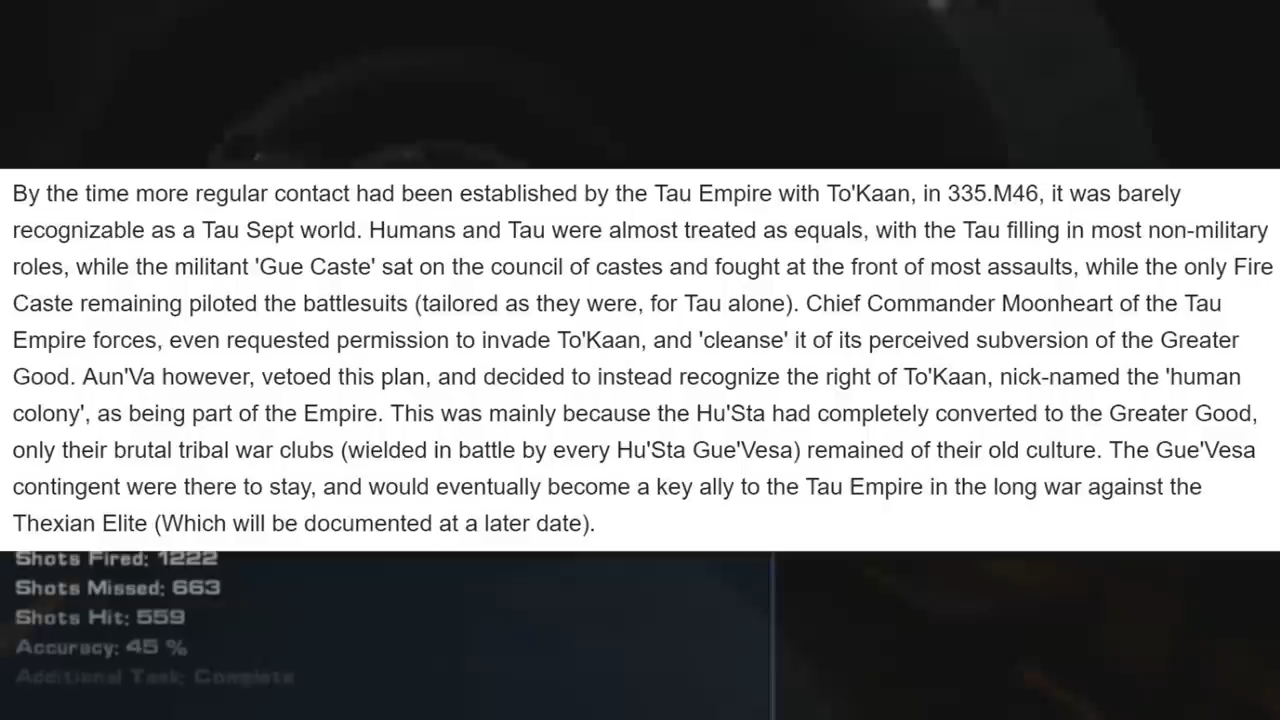 By the time more regular contact had been established by the Tau Empire with To'Kaan, in 335.M46, it was barely
recognizable as a Tau Sept world. Humans and Tau were almost treated as equals, with the Tau filling in most non-military
roles, while the militant 'Gue Caste' sat on the council of castes and fought at the front of most assaults, while the only Fire
Caste remaining piloted the battlesuits (tailored as they were, for Tau alone). Chief Commander Moonheart of the Tau
Empire forces, even requested permission to invade To'Kaan, and 'cleanse' it of its perceived subversion of the Greater
Good. Aun'Va however, vetoed this plan, and decided to instead recognize the right of To'Kaan, nick-named the 'human
colony', as being part of the Empire. This was mainly because the Hu'Sta had completely converted to the Greater Good,
only their brutal tribal war clubs (wielded in battle by every Hu'Sta Gue'Vesa) remained of their old culture. The Gue'Vesa
contingent were there to stay, and would eventually become a key ally to the Tau Empire in the long war against the
Thexian Elite (Which will be documented at a later date).
Shots Fired: 1222
Shots Missed: 663
Shots Hit: 559
Accuracy: 45 %
Additional Task: Complete